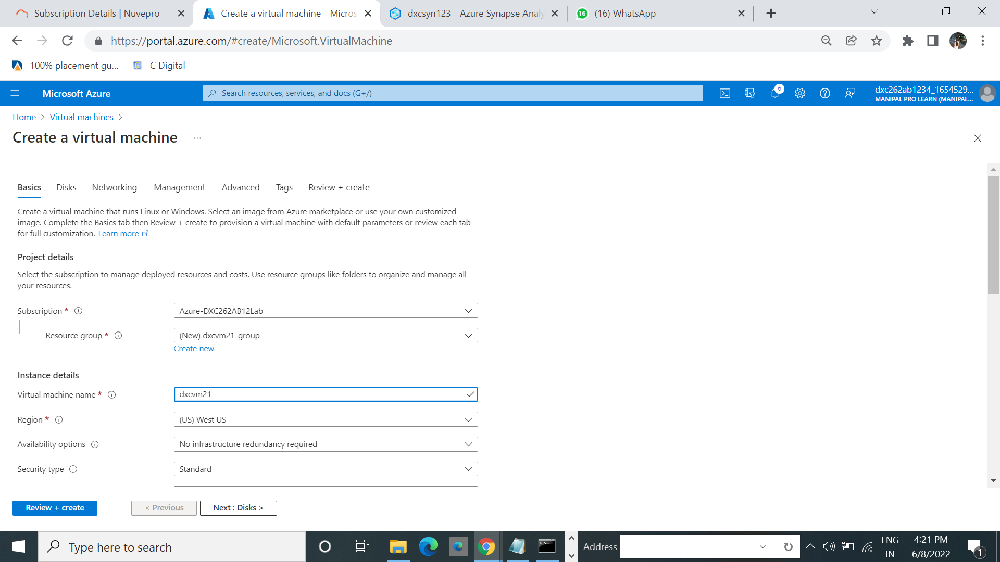 Subscription Details | Nuvepro
Create a virtual machine - Micros
dxcsyn123 - Azure Synapse Analy
16 (16) WhatsApp
https://portal.azure.com/#create/Microsoft.VirtualMachine
100% placement gu...
C Digital
Microsoft Azure
Search resources, services, and docs (G+/)
6
dxc262ab1234_1654529...
MANIPAL PRO LEARN (MANIPAL...
Home > Virtual machines >
Create a virtual machine ...
Basics Disks Networking Management Advanced Tags Review + create
Create a virtual machine that runs Linux or Windows. Select an image from Azure marketplace or use your own customized
image. Complete the Basics tab then Review + create to provision a virtual machine with default parameters or review each tab
for full customization. Learn more
Project details
Select the subscription to manage deployed resources and costs. Use resource groups like folders to organize and manage all
your resources.
Subscription * Azure-DXC262AB12Lab
Resource group * (New) dxcvm21_group
Create new
Instance details
Virtual machine name * dxcvm21
Region * (US) West US
Availability options No infrastructure redundancy required
Security type Standard
Review + create < Previous Next : Disks >
Type here to search
Address
ENG
IN
4:21 PM
6/8/2022
1